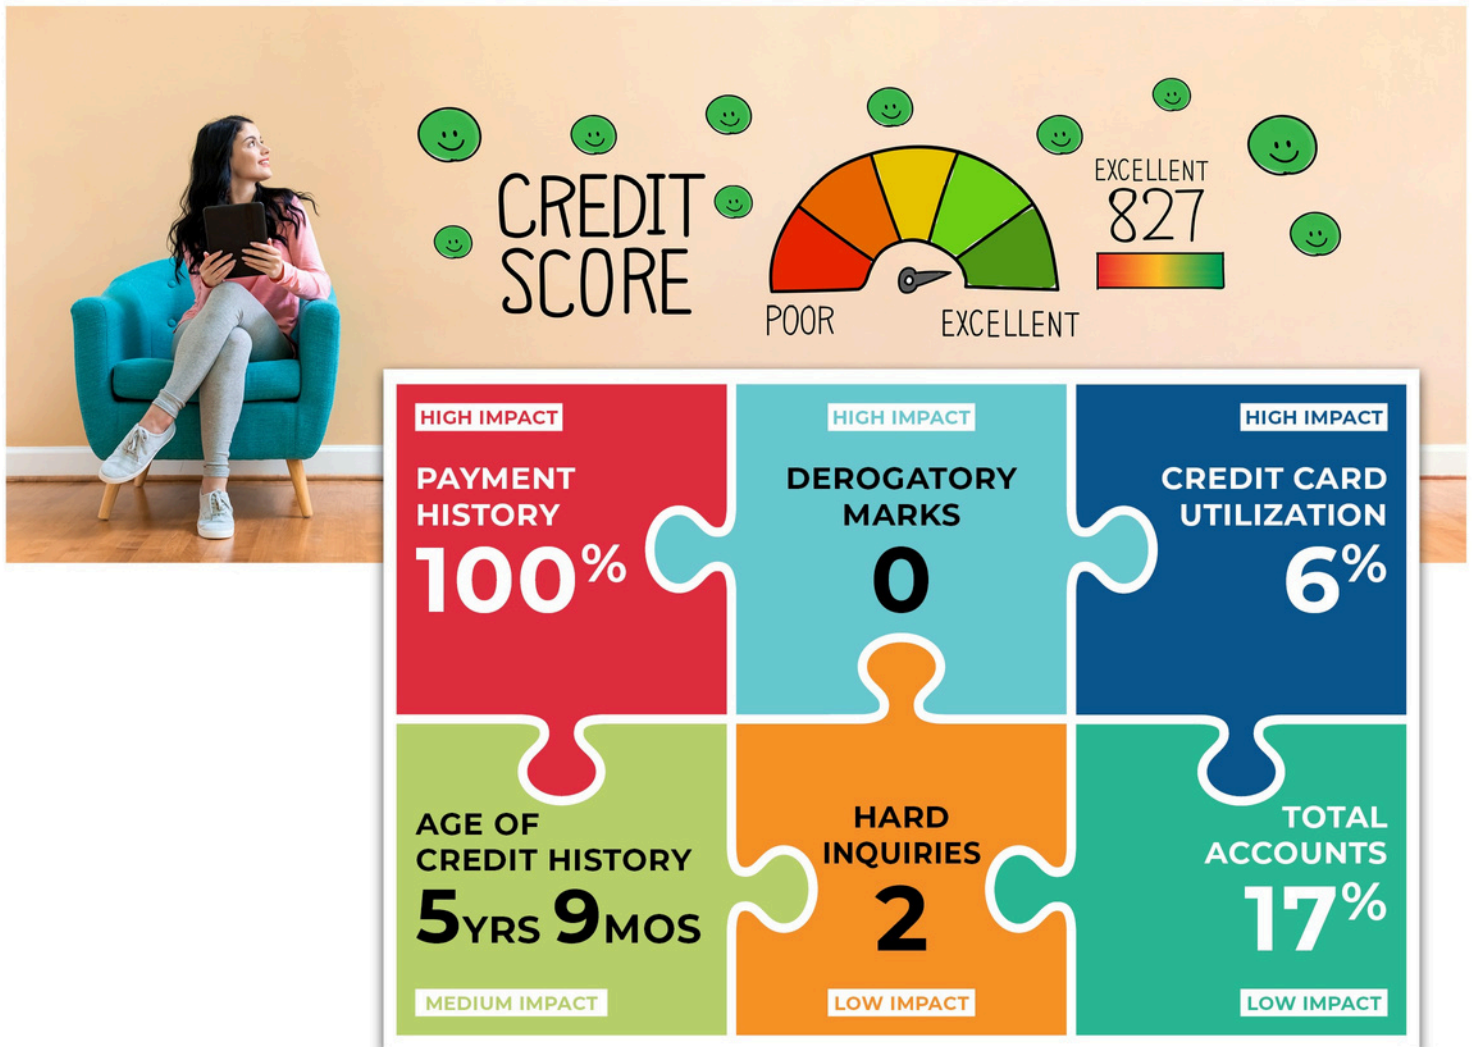 CREDIT
SCORE
POOR
EXCELLENT
EXCELLENT
827
HIGH IMPACT
PAYMENT
HISTORY
100%
HIGH IMPACT
DEROGATORY
MARKS
0
HIGH IMPACT
CREDIT CARD
UTILIZATION
6%
AGE OF
CREDIT HISTORY
5YRS 9MOS
MEDIUM IMPACT
HARD
INQUIRIES
2
LOW IMPACT
TOTAL
ACCOUNTS
17%
LOW IMPACT